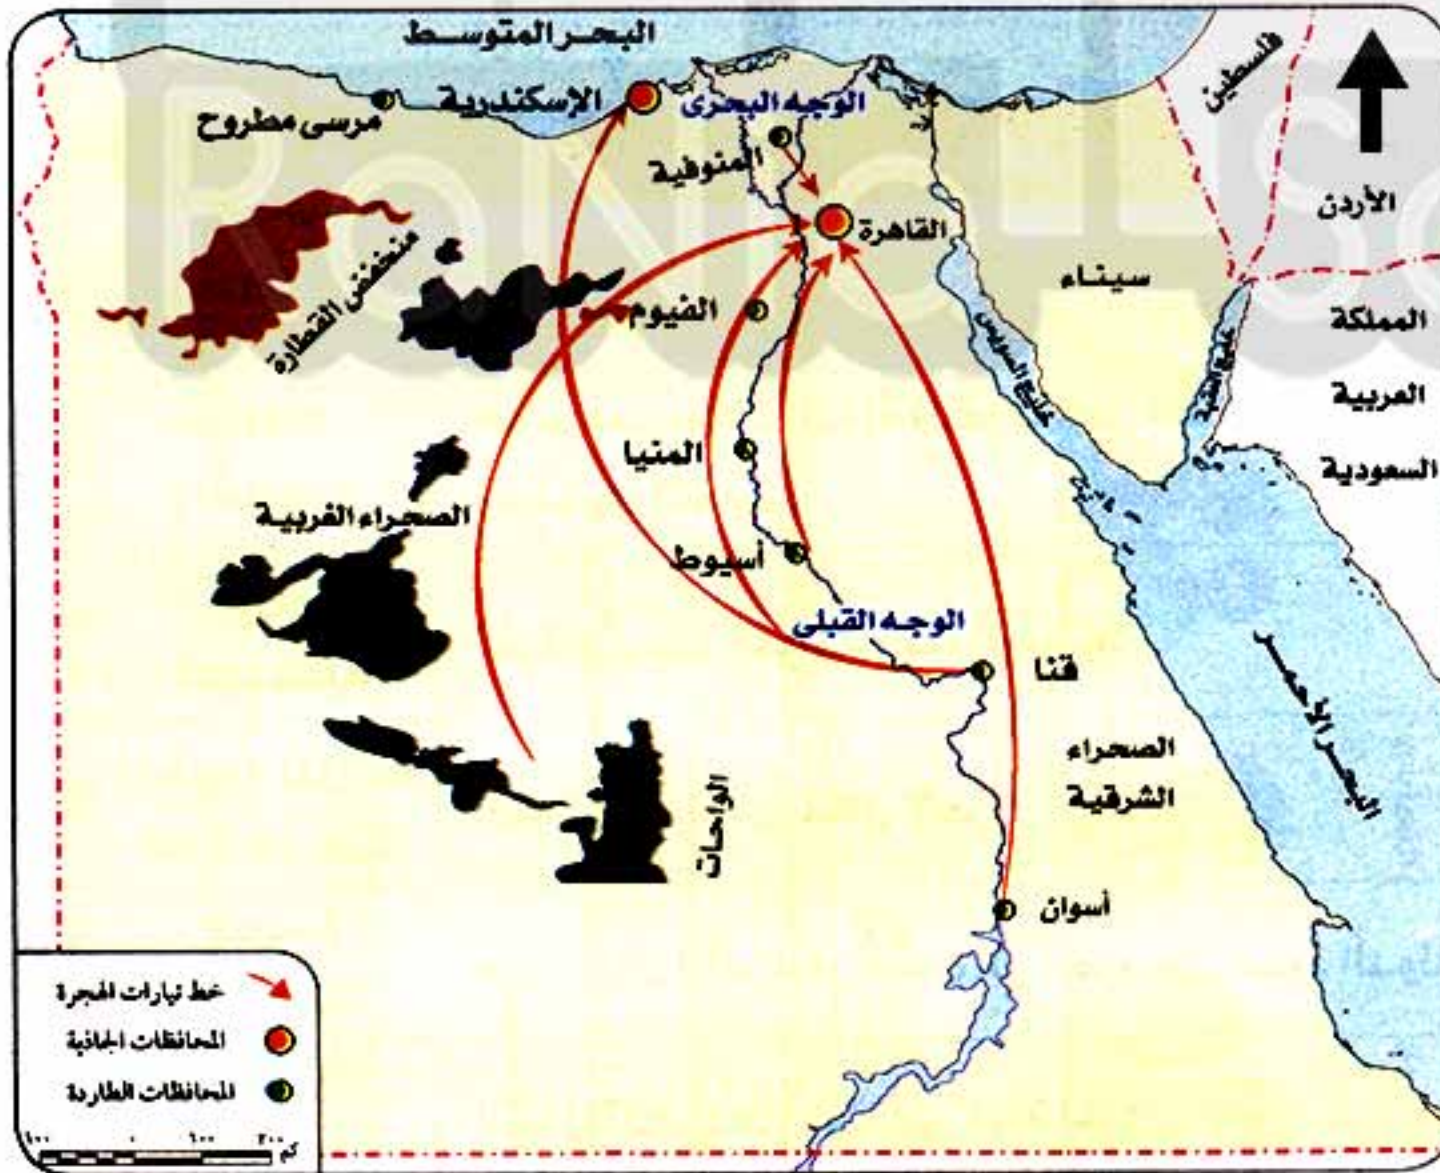 البحر المتوسط
فلسطين
الإسكندرية
الوجه البحرى
مرسى مطروح
المنوفية
الأردن
القاهرة
منخفض القطارة
سيناء
الفيوم
خليج السويس
خليج العقبة
المملكة
العربية
السعودية
المنيا
الصحراء الغربية
أسيوط
الوجه القبلى
قنا
البحر الأحمر
الصحراء
الشرقية
الواحات
أسوان
خط تيارات الهجرة
المحافظات الجاذبة
المحافظات الطاردة
كم